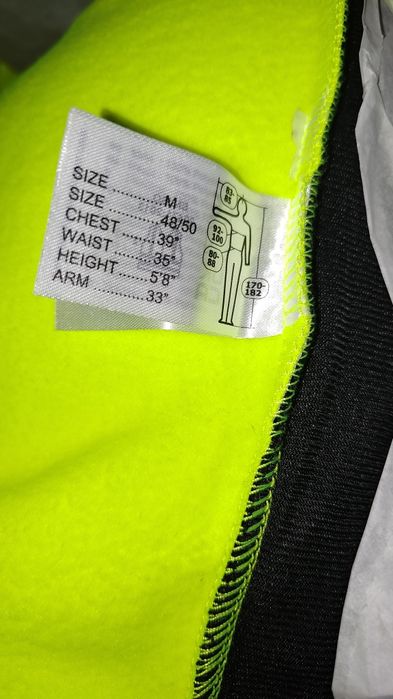 SIZE ..........M
SIZE .........48/50
CHEST .......39"
WAIST ........35"
HEIGHT ......5'8"
ARM ............33"
83-
85
92-
100
80-
88
170-
182